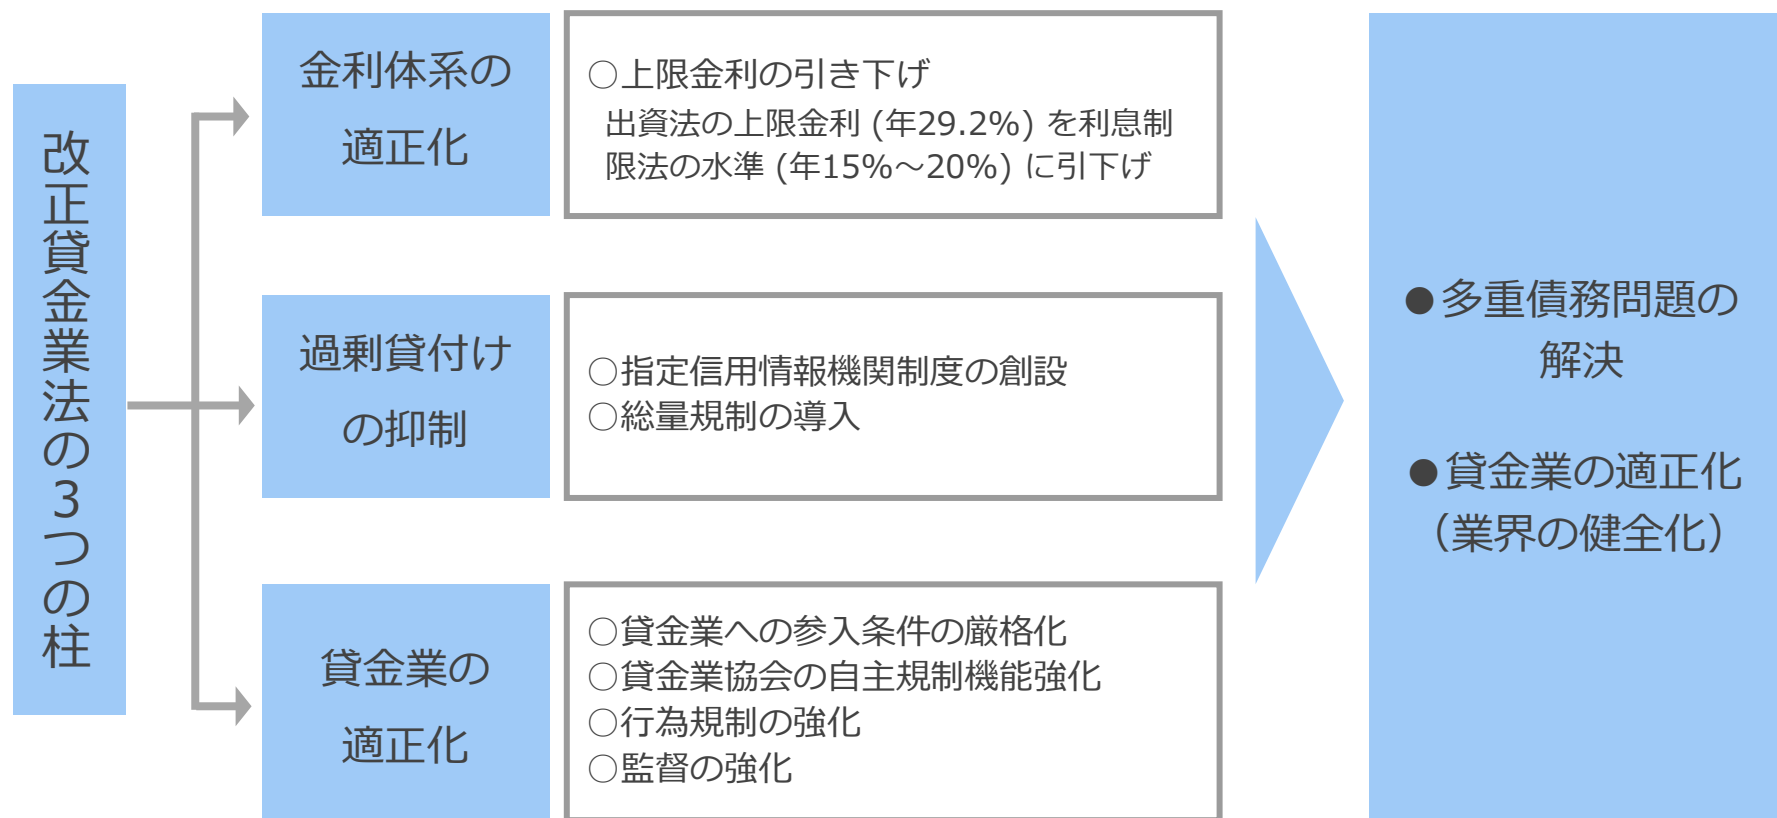 改正貸金業法の3つの柱
金利体系の
適正化
○上限金利の引き下げ
出資法の上限金利 (年29.2%) を利息制
限法の水準 (年15%～20%) に引下げ
過剰貸付け
の抑制
○指定信用情報機関制度の創設
○総量規制の導入
貸金業の
適正化
○貸金業への参入条件の厳格化
○貸金業協会の自主規制機能強化
○行為規制の強化
○監督の強化
●多重債務問題の
解決
●貸金業の適正化
（業界の健全化）